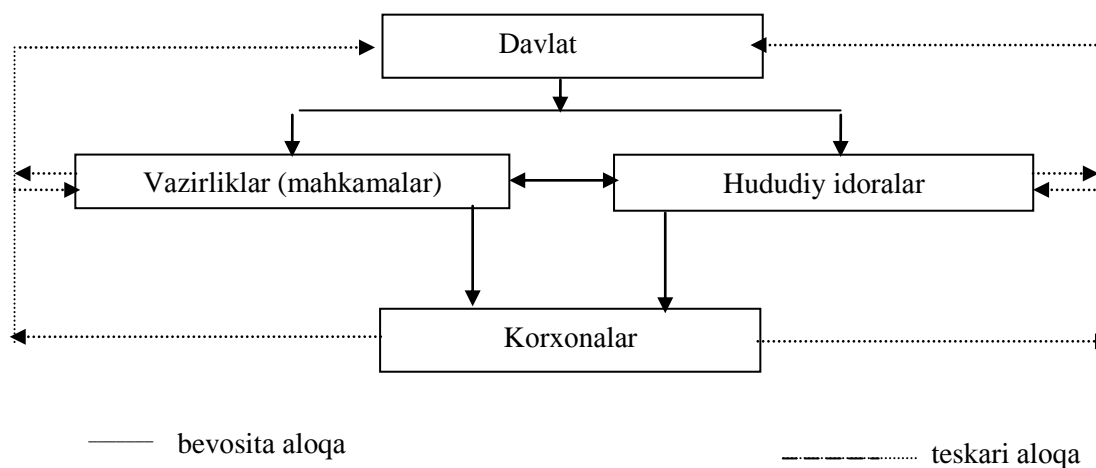 Davlat
Vazirliklar (mahkamalar)
Hududiy idoralar
Korxonalar
bevosita aloqa
teskari aloqa